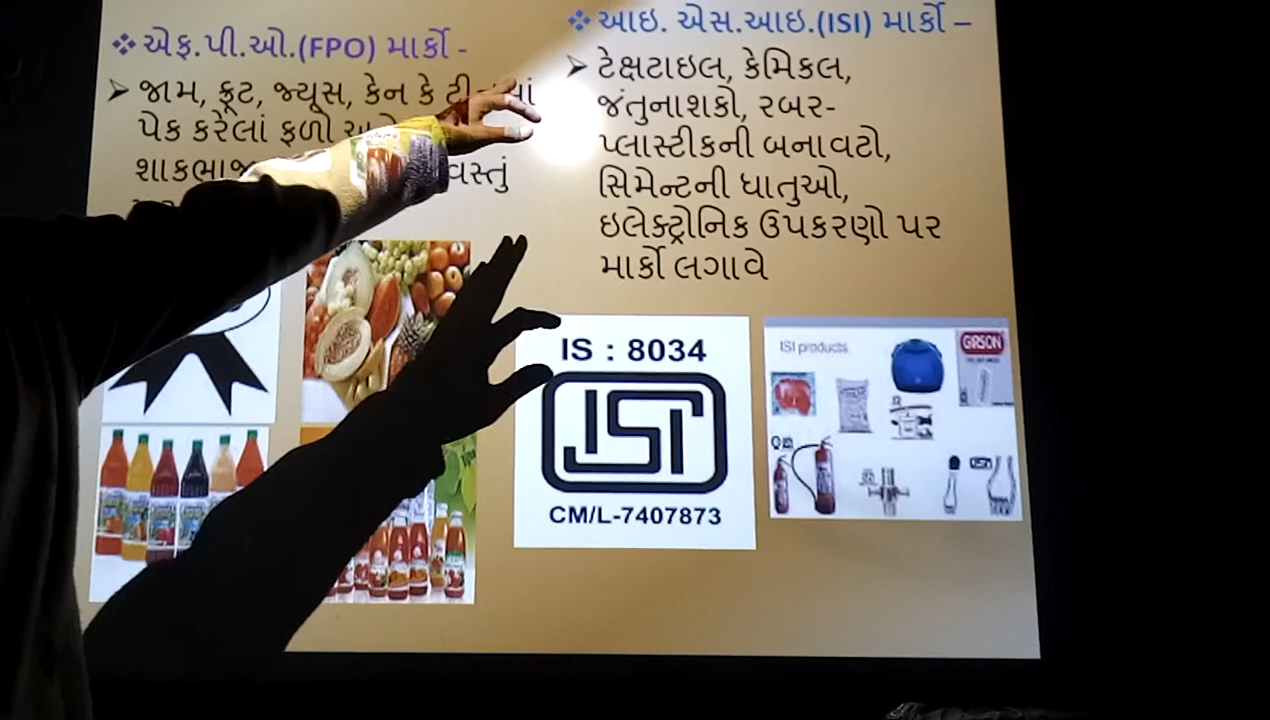 ❖એફ.પી.ઓ.(FPO) માર્કો -
➤ જામ, ફ્રૂટ, જ્યૂસ, કેન કે
પેક કરેલાં ફળો
વસ્તું
❖આઇ. એસ.આઇ.(ISI) માર્કો –
➤ ટેક્ષટાઇલ, કેમિકલ,
જંતુનાશકો, રબર-
પ્લાસ્ટીકની બનાવટો,
સિમેન્ટની ધાતુઓ,
ઇલેક્ટ્રોનિક ઉપકરણો પર
માર્કો લગાવે
IS : 8034
ISI
CM/L-7407873
ISI products
GIRSON